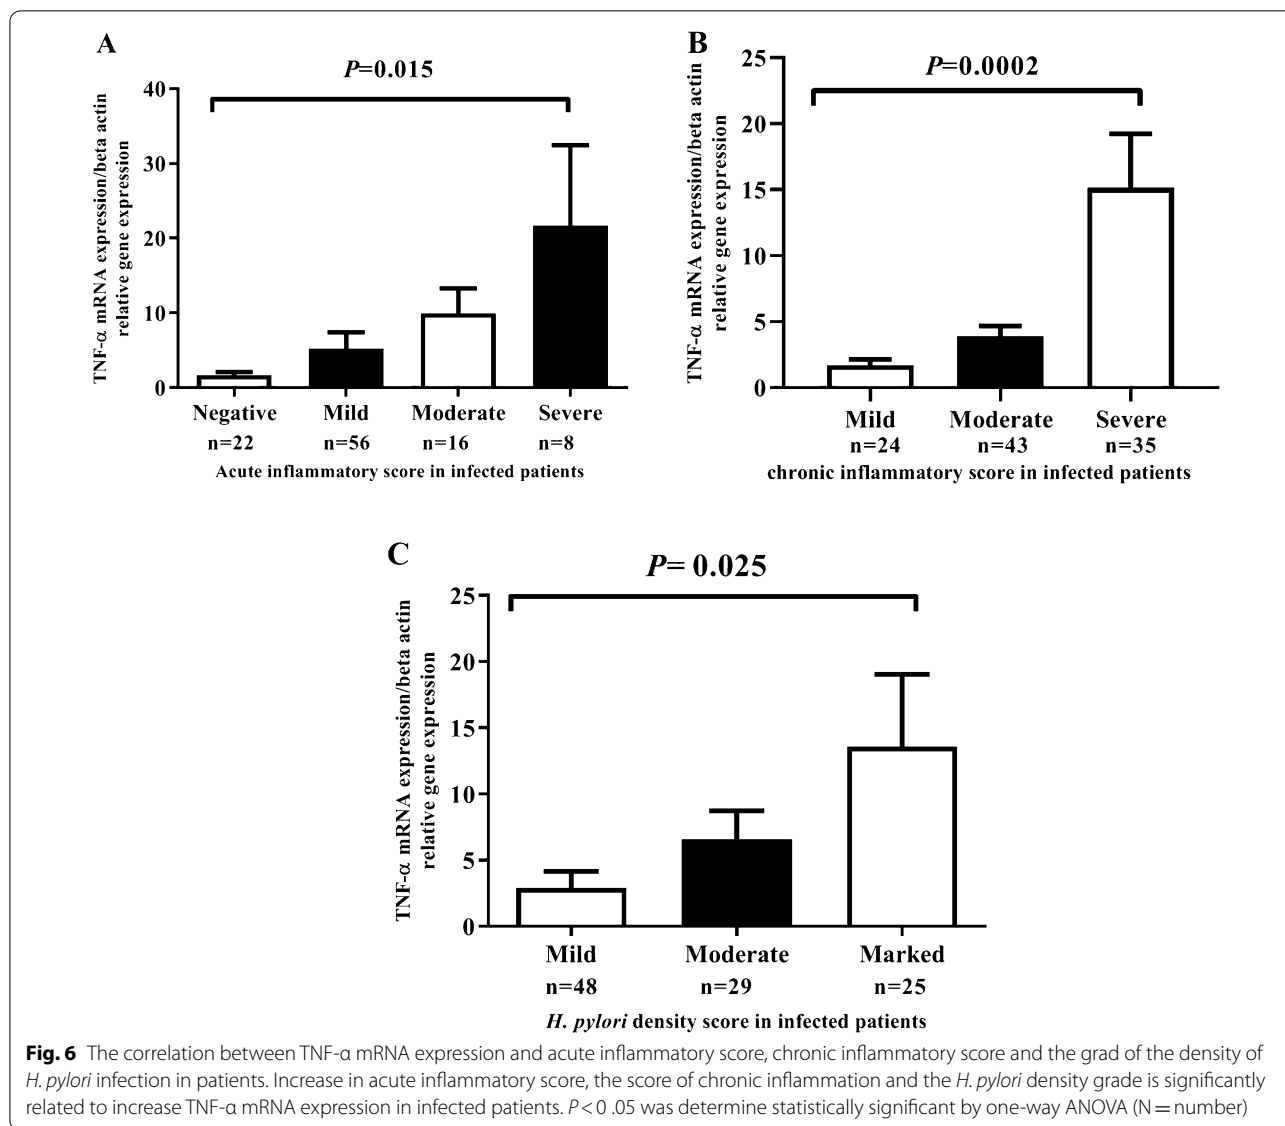 A
P=0.015
TNF-α mRNA expression/beta actin
relative gene expression
40
30
20
10
0
Negative Mild Moderate Severe
n=22 n=56 n=16 n=8
Acute inflammatory score in infected patients
B
P=0.0002
TNF-α mRNA expression/beta actin
relative gene expression
25
20
15
10
5
0
Mild Moderate Severe
n=24 n=43 n=35
chronic inflammatory score in infected patients
C
P= 0.025
TNF-α mRNA expression/beta actin
relative gene expression
25
20
15
10
5
0
Mild Moderate Marked
n=48 n=29 n=25
H. pylori density score in infected patients
Fig. 6 The correlation between TNF-α mRNA expression and acute inflammatory score, chronic inflammatory score and the grad of the density of
H. pylori infection in patients. Increase in acute inflammatory score, the score of chronic inflammation and the H. pylori density grade is significantly
related to increase TNF-α mRNA expression in infected patients. P < 0 .05 was determine statistically significant by one-way ANOVA (N = number)